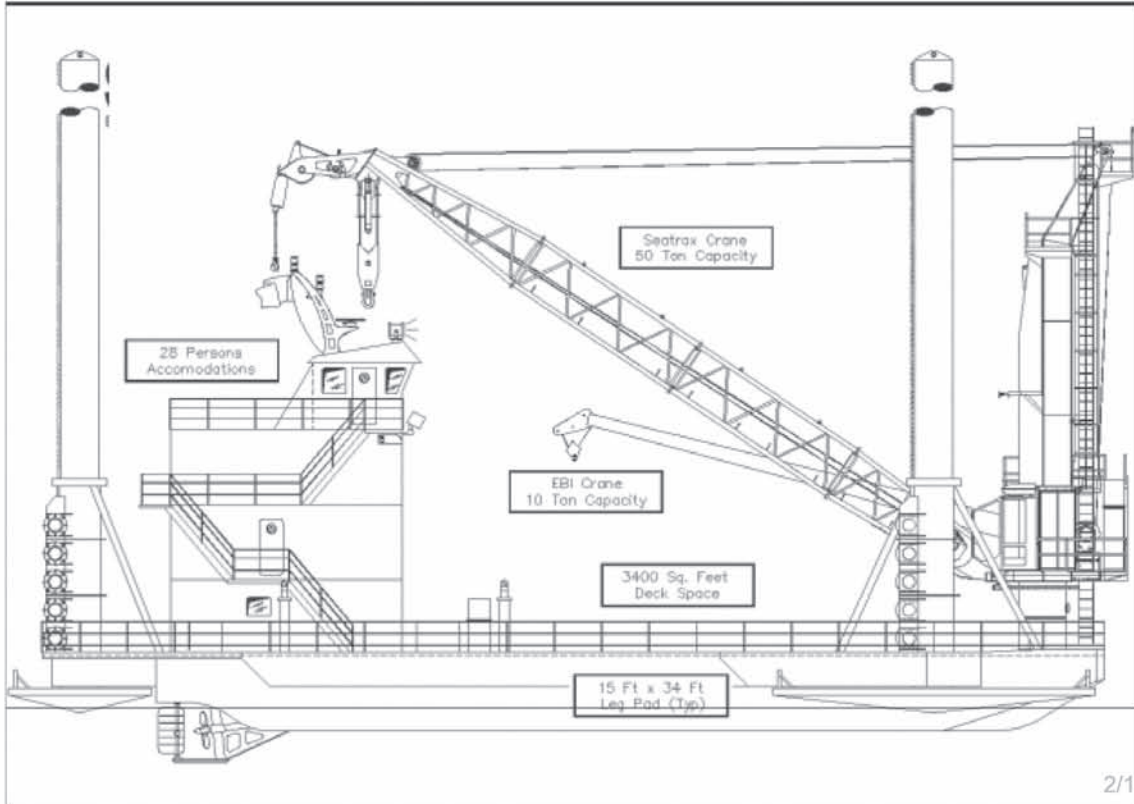 Seatrax Crane
50 Ton Capacity
28 Persons
Accomodations
EBI Crane
10 Ton Capacity
3400 Sq. Feet
Deck Space
15 Ft x 34 Ft
Leg Pad (Typ)
2/1